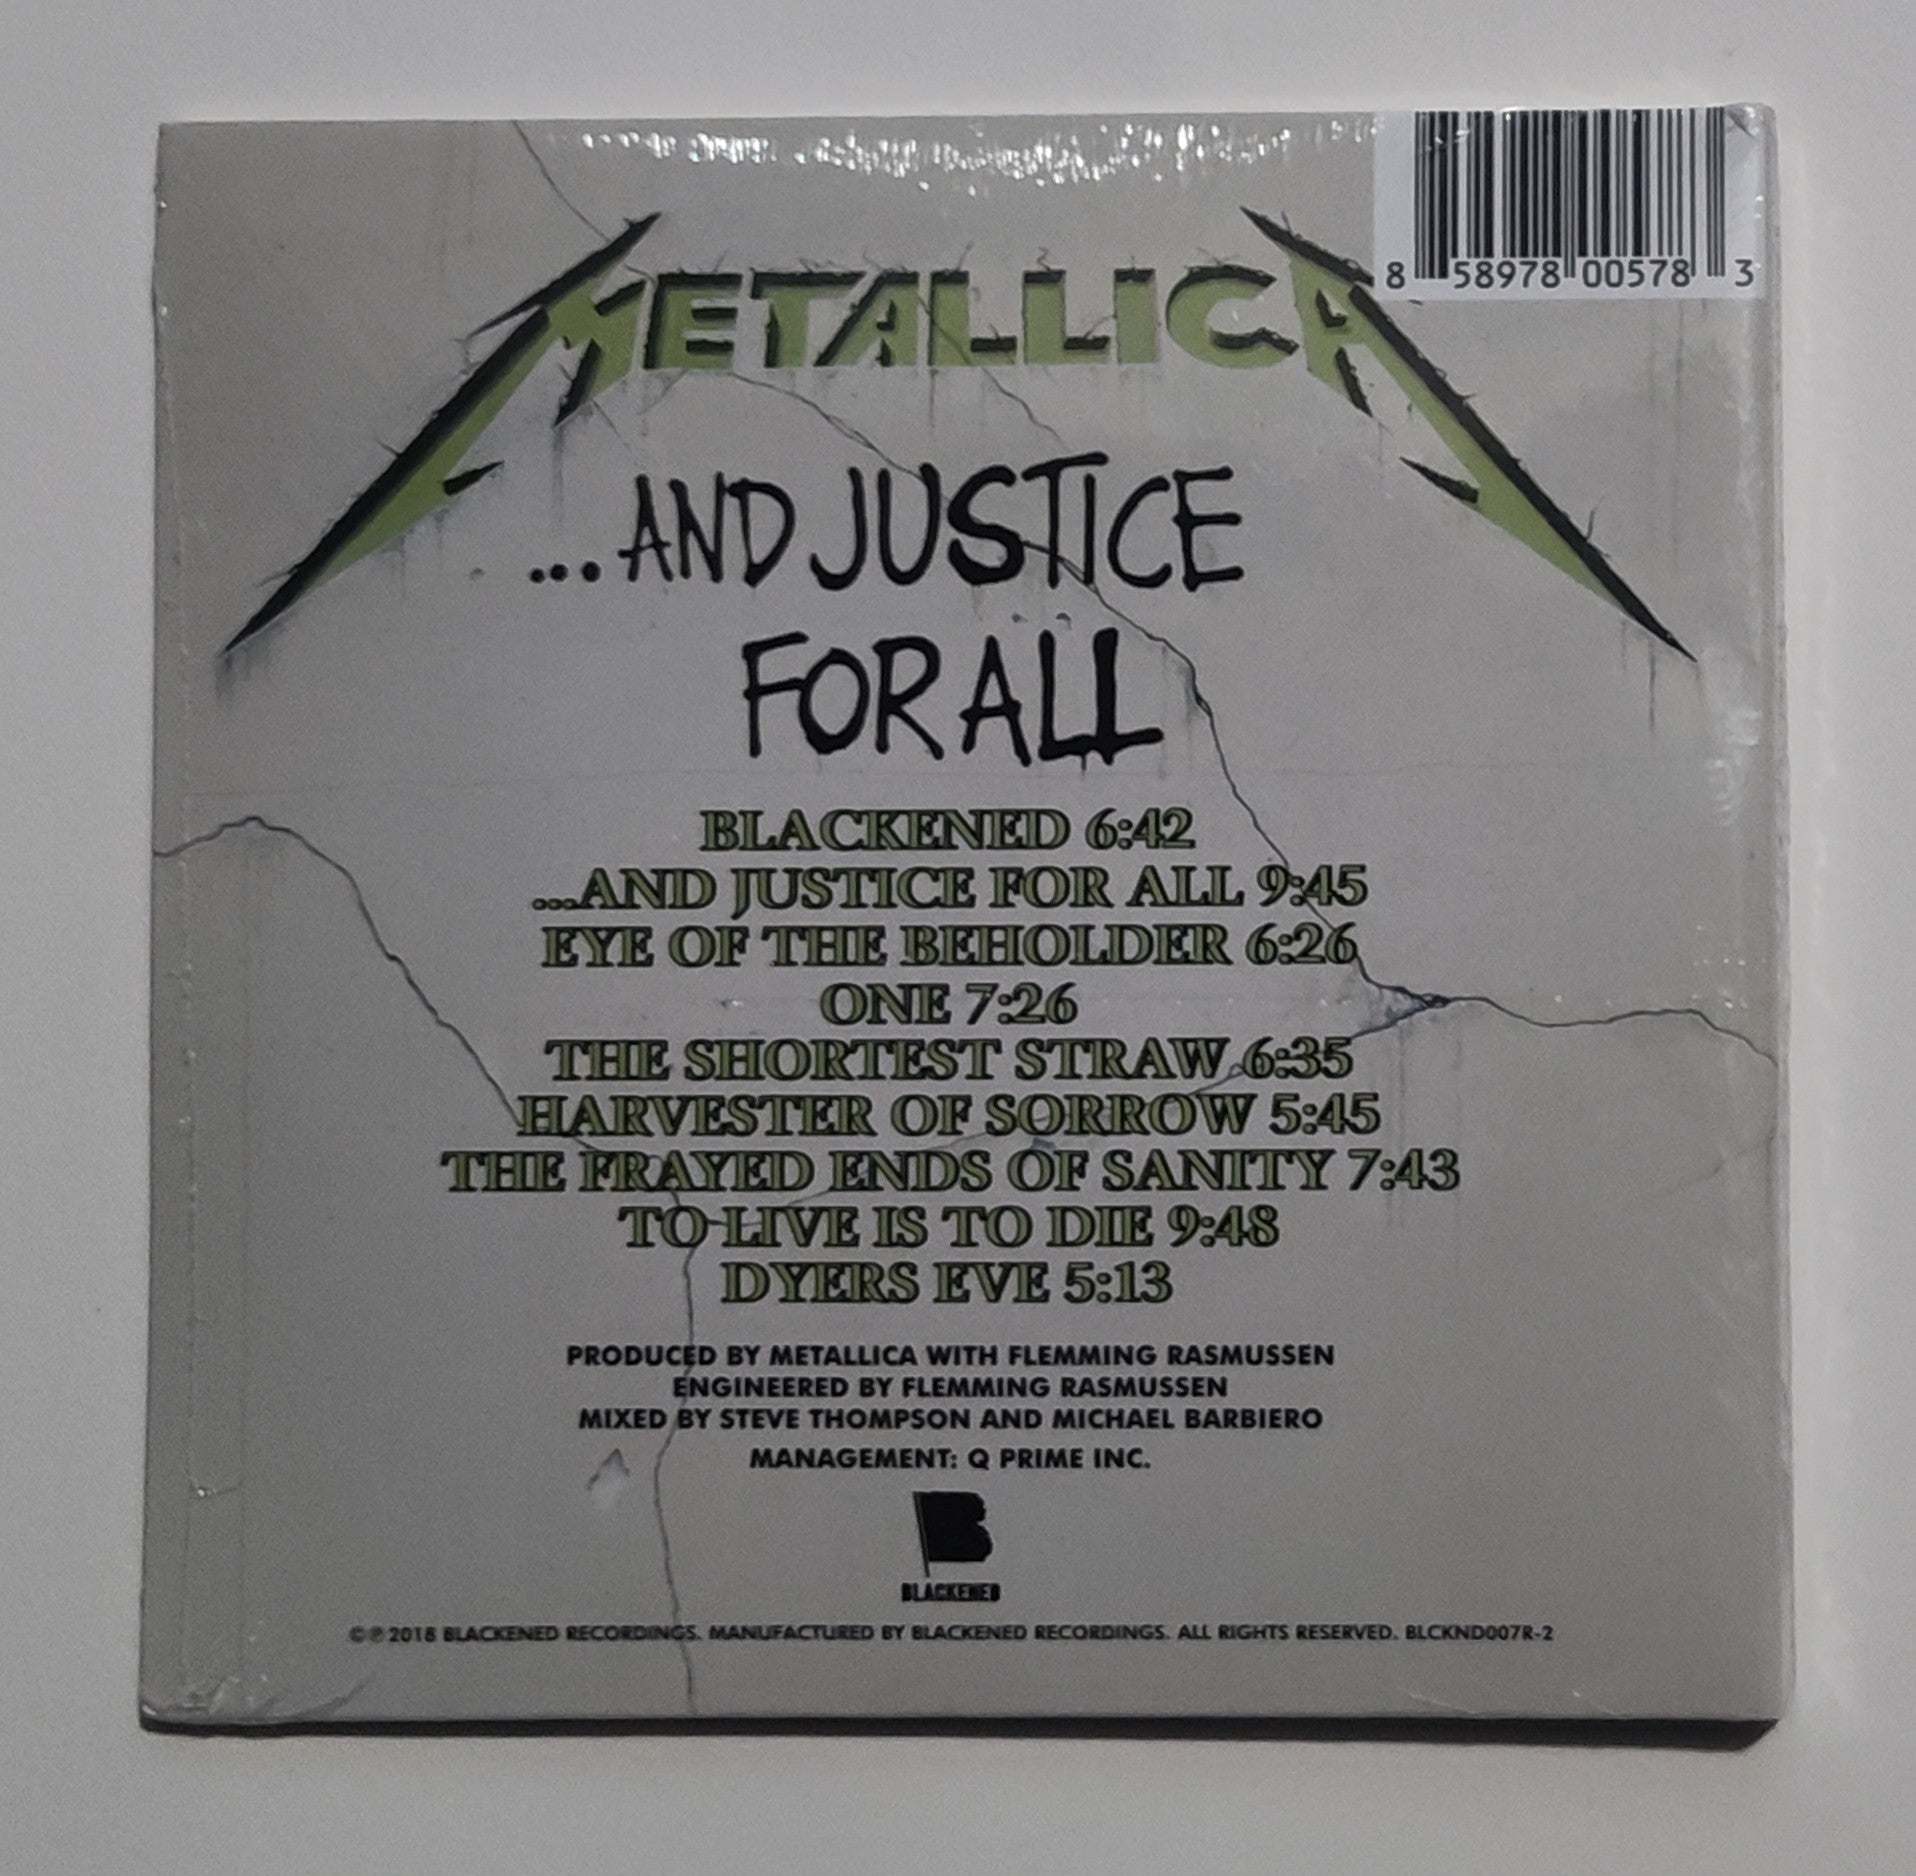 8 58978 00578 3
METALLICA
...AND JUSTICE
FOR ALL
BLACKENED 6:42
...AND JUSTICE FOR ALL 9:45
EYE OF THE BEHOLDER 6:26
ONE 7:26
THE SHORTEST STRAW 6:35
HARVESTER OF SORROW 5:45
THE FRAYED ENDS OF SANITY 7:43
TO LIVE IS TO DIE 9:48
DYERS EVE 5:13
PRODUCED BY METALLICA WITH FLEMMING RASMUSSEN
ENGINEERED BY FLEMMING RASMUSSEN
MIXED BY STEVE THOMPSON AND MICHAEL BARBIERO
MANAGEMENT: Q PRIME INC.
B
BLACKENED
©℗ 2018 BLACKENED RECORDINGS. MANUFACTURED BY BLACKENED RECORDINGS. ALL RIGHTS RESERVED. BLCKND007R-2